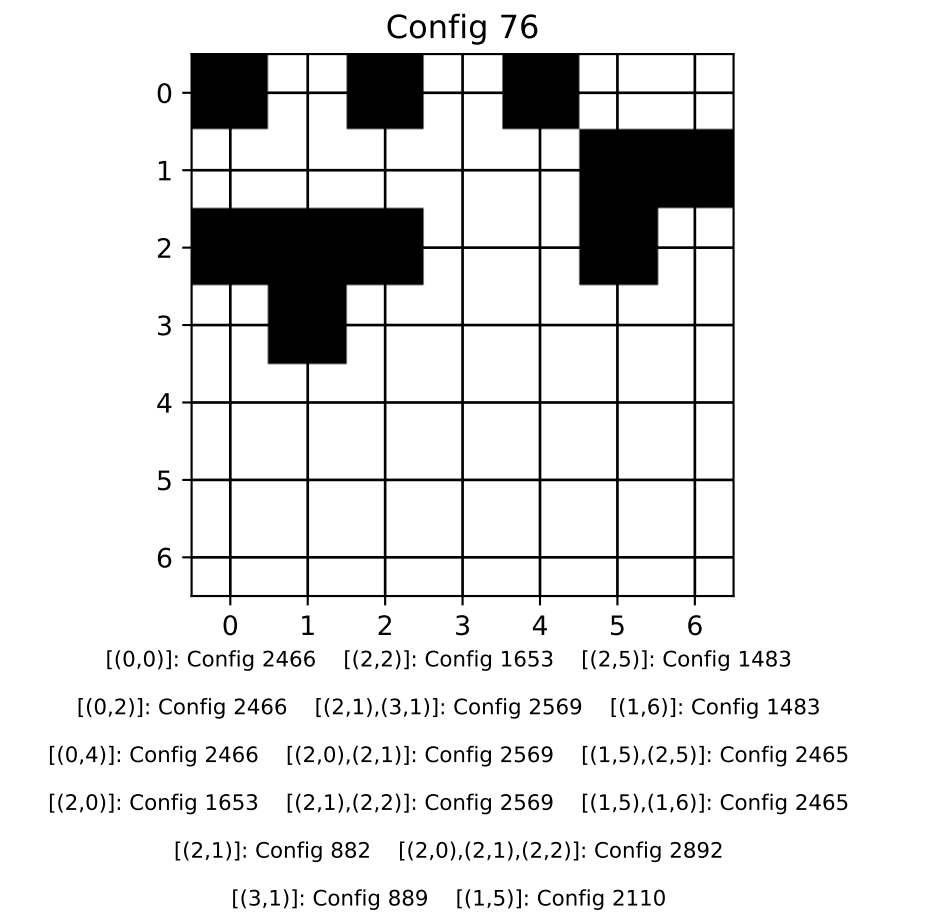 Config 76
0
1
2
3
4
5
6
0 1 2 3 4 5 6
[(0,0)]: Config 2466 [(2,2)]: Config 1653 [(2,5)]: Config 1483
[(0,2)]: Config 2466 [(2,1),(3,1)]: Config 2569 [(1,6)]: Config 1483
[(0,4)]: Config 2466 [(2,0),(2,1)]: Config 2569 [(1,5),(2,5)]: Config 2465
[(2,0)]: Config 1653 [(2,1),(2,2)]: Config 2569 [(1,5),(1,6)]: Config 2465
[(2,1)]: Config 882 [(2,0),(2,1),(2,2)]: Config 2892
[(3,1)]: Config 889 [(1,5)]: Config 2110